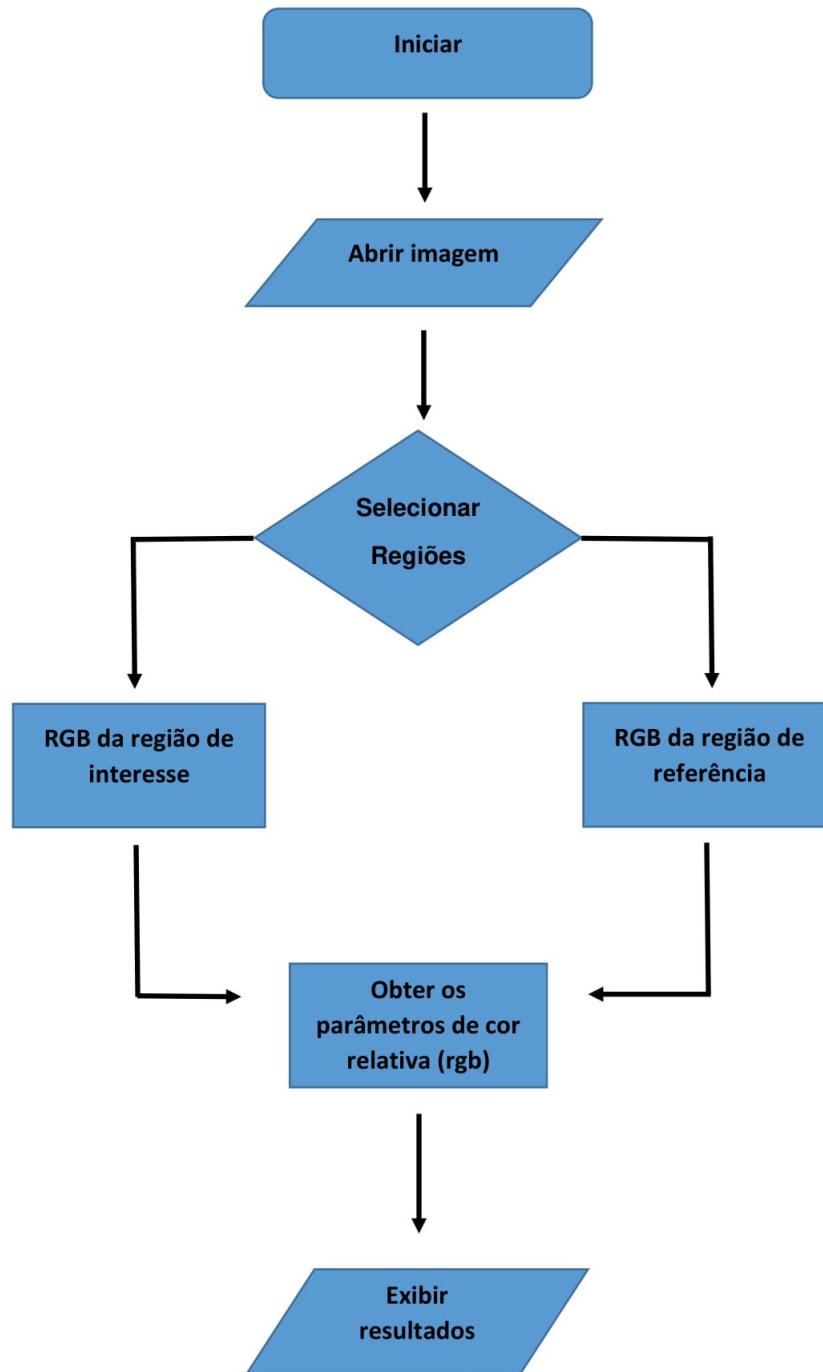 Iniciar
Abrir imagem
Selecionar
Regiões
RGB da região de
interesse
RGB da região de
referência
Obter os
parâmetros de cor
relativa (rgb)
Exibir
resultados